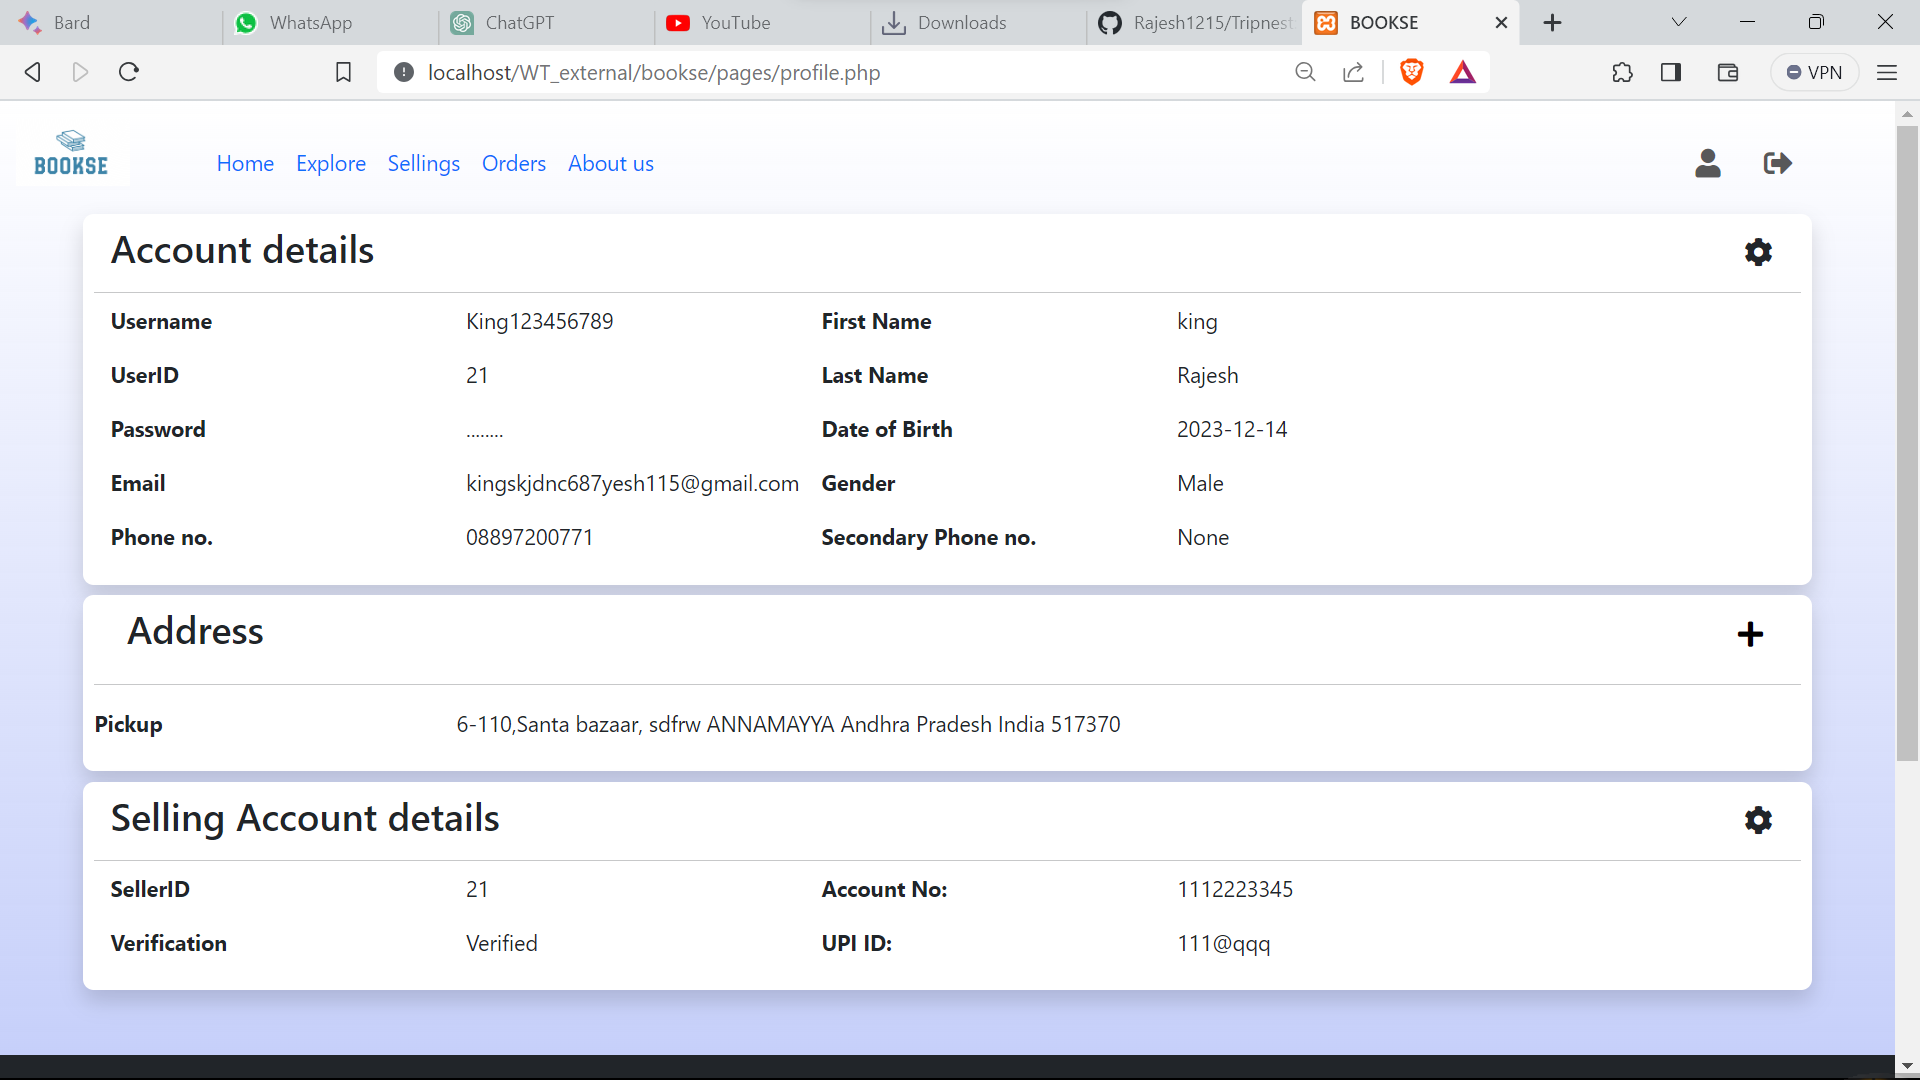 Bard WhatsApp ChatGPT YouTube Downloads Rajesh1215/Tripnest BOOKSE
localhost/WT_external/bookse/pages/profile.php VPN
BOOKSE
Home Explore Sellings Orders About us
Account details
Username King123456789 First Name king
UserID 21 Last Name Rajesh
Password ........ Date of Birth 2023-12-14
Email kingskjdnc687yesh115@gmail.com Gender Male
Phone no. 08897200771 Secondary Phone no. None
Address
Pickup 6-110,Santa bazaar, sdfrw ANNAMAYYA Andhra Pradesh India 517370
Selling Account details
SellerID 21 Account No: 1112223345
Verification Verified UPI ID: 111@qqq